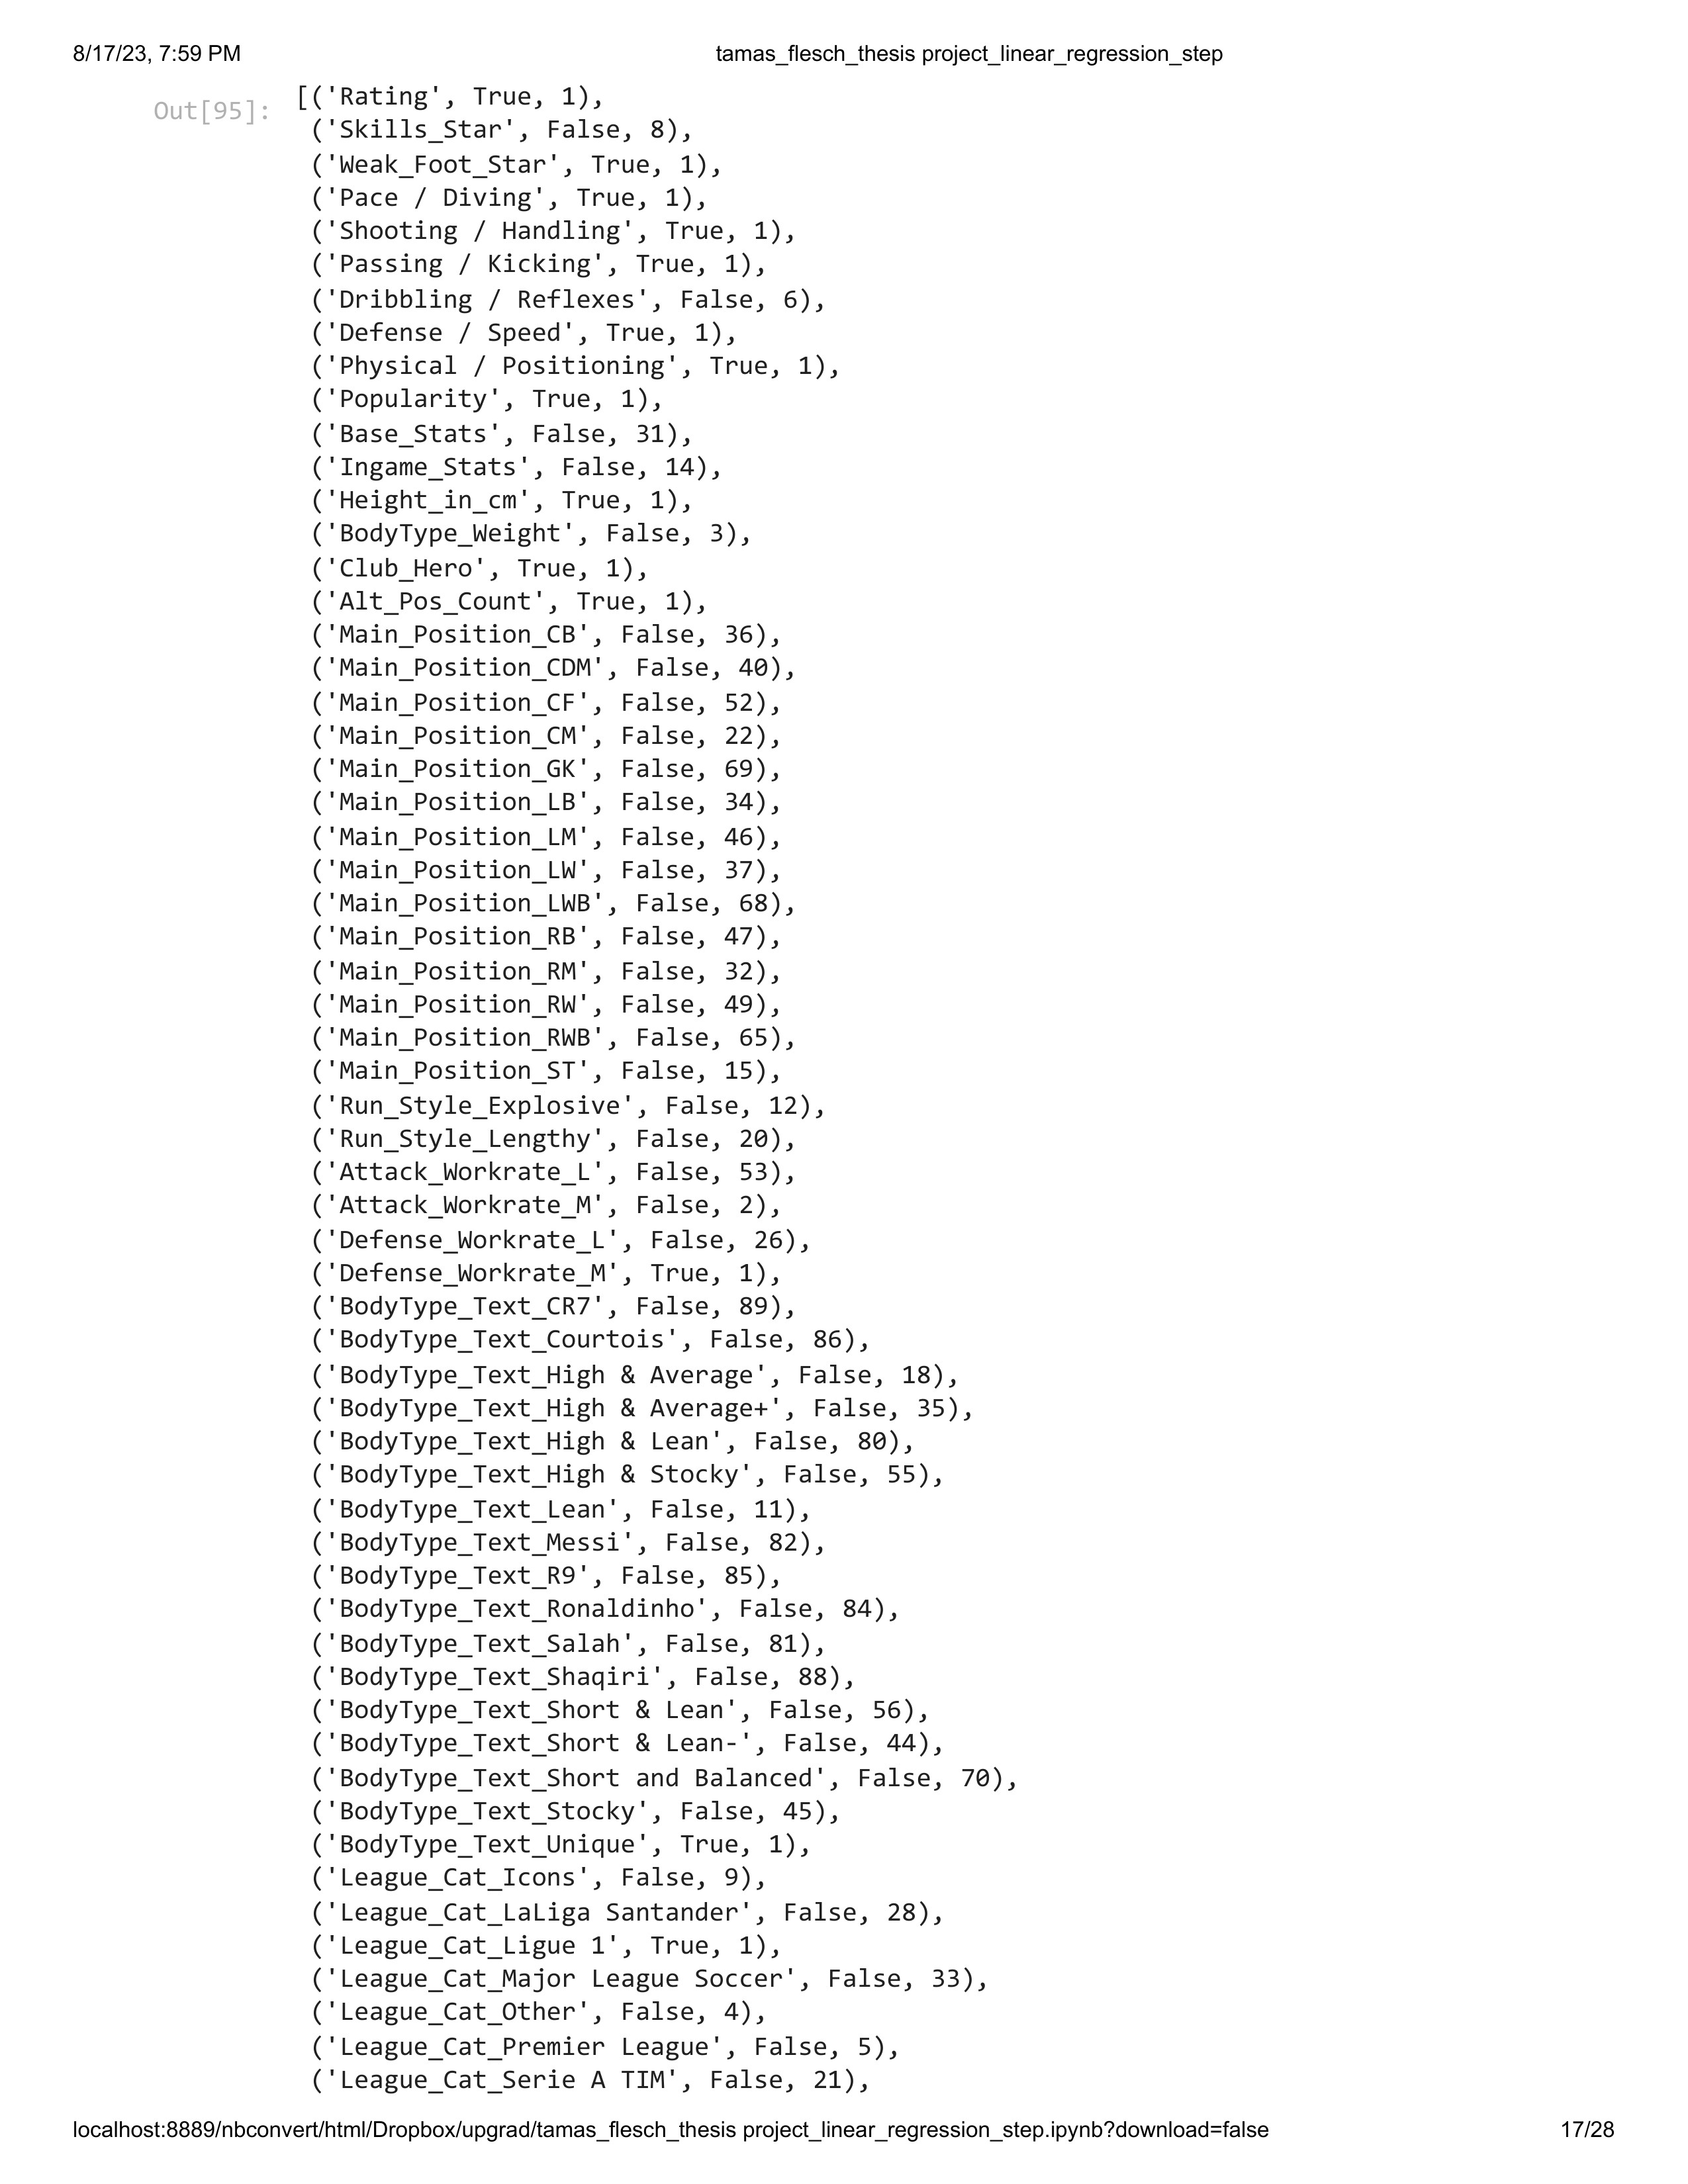 8/17/23, 7:59 PM
tamas_flesch_thesis project_linear_regression_step
Out[95]: [('Rating', True, 1),
('Skills_Star', False, 8),
('Weak_Foot_Star', True, 1),
('Pace / Diving', True, 1),
('Shooting / Handling', True, 1),
('Passing / Kicking', True, 1),
('Dribbling / Reflexes', False, 6),
('Defense / Speed', True, 1),
('Physical / Positioning', True, 1),
('Popularity', True, 1),
('Base_Stats', False, 31),
('Ingame_Stats', False, 14),
('Height_in_cm', True, 1),
('BodyType_Weight', False, 3),
('Club_Hero', True, 1),
('Alt_Pos_Count', True, 1),
('Main_Position_CB', False, 36),
('Main_Position_CDM', False, 40),
('Main_Position_CF', False, 52),
('Main_Position_CM', False, 22),
('Main_Position_GK', False, 69),
('Main_Position_LB', False, 34),
('Main_Position_LM', False, 46),
('Main_Position_LW', False, 37),
('Main_Position_LWB', False, 68),
('Main_Position_RB', False, 47),
('Main_Position_RM', False, 32),
('Main_Position_RW', False, 49),
('Main_Position_RWB', False, 65),
('Main_Position_ST', False, 15),
('Run_Style_Explosive', False, 12),
('Run_Style_Lengthy', False, 20),
('Attack_Workrate_L', False, 53),
('Attack_Workrate_M', False, 2),
('Defense_Workrate_L', False, 26),
('Defense_Workrate_M', True, 1),
('BodyType_Text_CR7', False, 89),
('BodyType_Text_Courtois', False, 86),
('BodyType_Text_High & Average', False, 18),
('BodyType_Text_High & Average+', False, 35),
('BodyType_Text_High & Lean', False, 80),
('BodyType_Text_High & Stocky', False, 55),
('BodyType_Text_Lean', False, 11),
('BodyType_Text_Messi', False, 82),
('BodyType_Text_R9', False, 85),
('BodyType_Text_Ronaldinho', False, 84),
('BodyType_Text_Salah', False, 81),
('BodyType_Text_Shaqiri', False, 88),
('BodyType_Text_Short & Lean', False, 56),
('BodyType_Text_Short & Lean-', False, 44),
('BodyType_Text_Short and Balanced', False, 70),
('BodyType_Text_Stocky', False, 45),
('BodyType_Text_Unique', True, 1),
('League_Cat_Icons', False, 9),
('League_Cat_LaLiga Santander', False, 28),
('League_Cat_Ligue 1', True, 1),
('League_Cat_Major League Soccer', False, 33),
('League_Cat_Other', False, 4),
('League_Cat_Premier League', False, 5),
('League_Cat_Serie A TIM', False, 21),
localhost:8889/nbconvert/html/Dropbox/upgrad/tamas_flesch_thesis project_linear_regression_step.ipynb?download=false
17/28